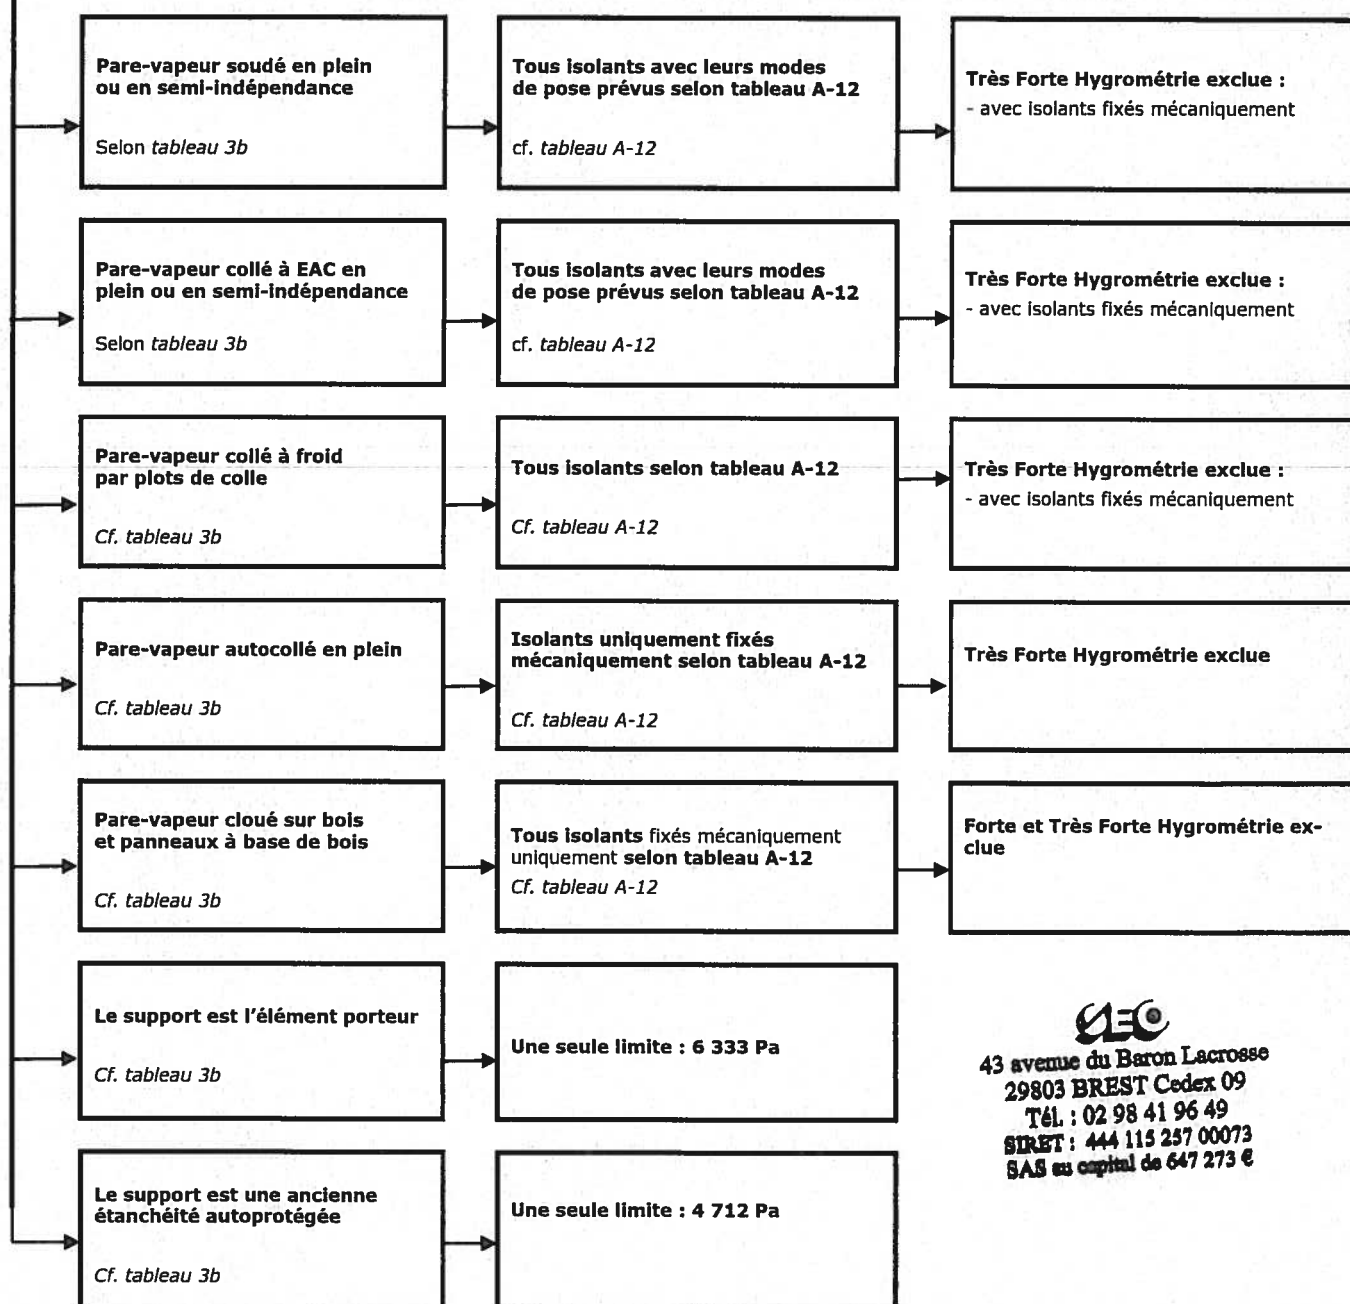 Pare-vapeur soudé en plein
ou en semi-indépendance
Selon tableau 3b
Tous isolants avec leurs modes
de pose prévus selon tableau A-12
cf. tableau A-12
Très Forte Hygrométrie exclue :
- avec isolants fixés mécaniquement
Pare-vapeur collé à EAC en
plein ou en semi-indépendance
Selon tableau 3b
Tous isolants avec leurs modes
de pose prévus selon tableau A-12
cf. tableau A-12
Très Forte Hygrométrie exclue :
- avec isolants fixés mécaniquement
Pare-vapeur collé à froid
par plots de colle
Cf. tableau 3b
Tous isolants selon tableau A-12
Cf. tableau A-12
Très Forte Hygrométrie exclue :
- avec isolants fixés mécaniquement
Pare-vapeur autocollé en plein
Cf. tableau 3b
Isolants uniquement fixés
mécaniquement selon tableau A-12
Cf. tableau A-12
Très Forte Hygrométrie exclue
Pare-vapeur cloué sur bois
et panneaux à base de bois
Cf. tableau 3b
Tous isolants fixés mécaniquement
uniquement selon tableau A-12
Cf. tableau A-12
Forte et Très Forte Hygrométrie ex-
clue
Le support est l'élément porteur
Cf. tableau 3b
Une seule limite : 6 333 Pa
Le support est une ancienne
étanchéité autoprotégée
Cf. tableau 3b
Une seule limite : 4 712 Pa
43 avenue du Baron Lacrosse
29803 BREST Cedex 09
Tél. : 02 98 41 96 49
SIRET : 444 115 257 00073
SAS au capital de 647 273 €